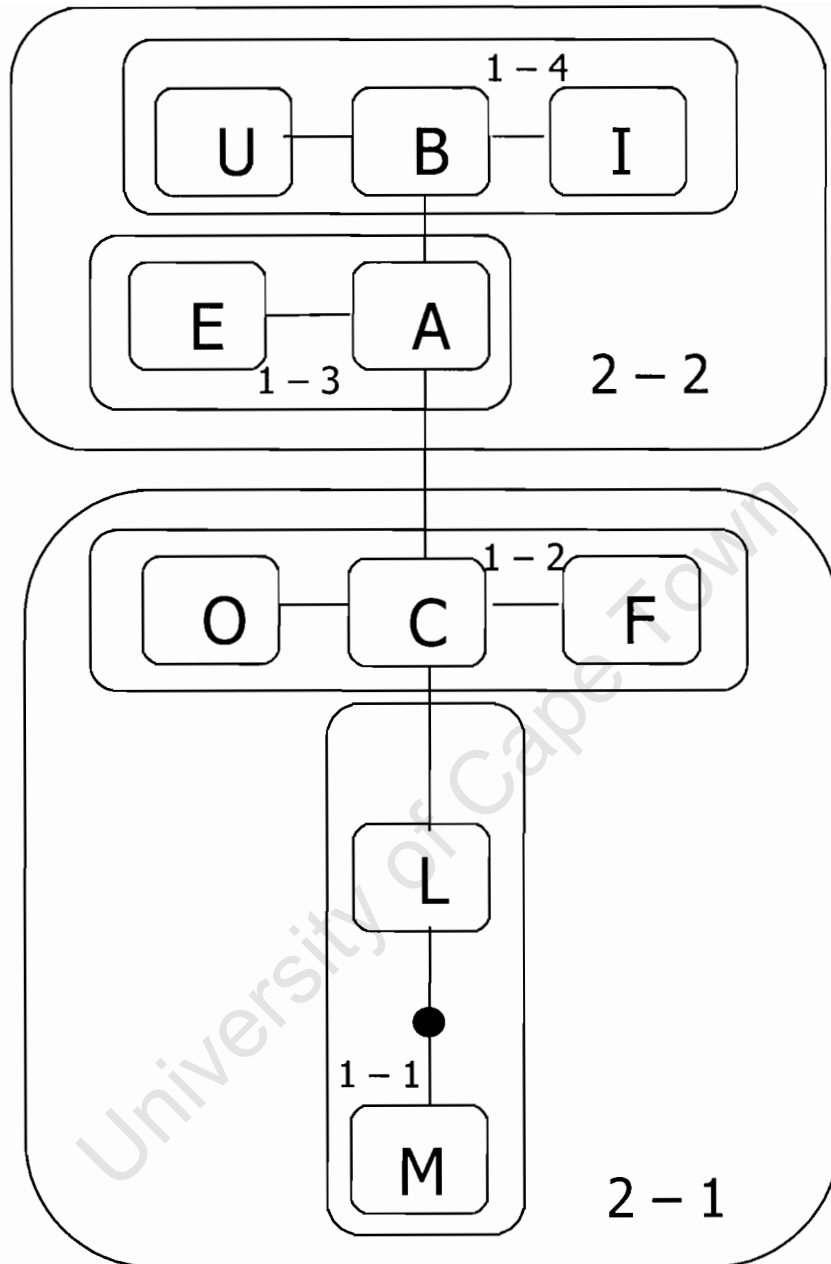 1 – 4
U B I
E A
1 – 3
2 – 2
1 – 2
O C F
L
1 – 1
M
2 – 1
University of Cape Town